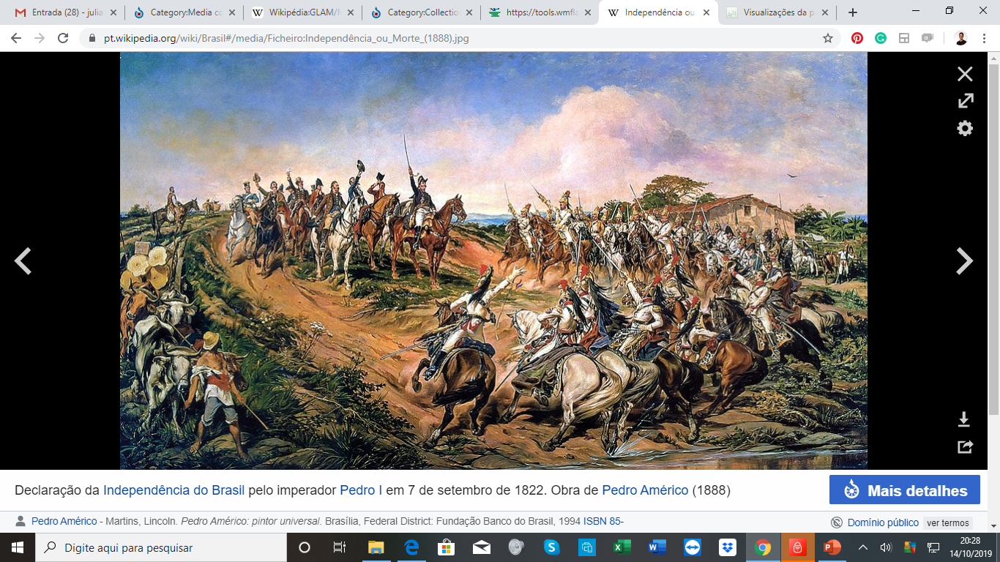 Entrada (28) - julia
Category:Media co
Wikipédia:GLAM/
Category:Collectio
https://tools.wmfla
Independência ou
Visualizações da p
pt.wikipedia.org/wiki/Brasil#/media/Ficheiro:Independência_ou_Morte_(1888).jpg
Declaração da Independência do Brasil pelo imperador Pedro I em 7 de setembro de 1822. Obra de Pedro Américo (1888)
Mais detalhes
Pedro Américo - Martins, Lincoln. Pedro Américo: pintor universal. Brasília, Federal District: Fundação Banco do Brasil, 1994 ISBN 85-
Domínio público ver termos
Digite aqui para pesquisar
20:28
14/10/2019